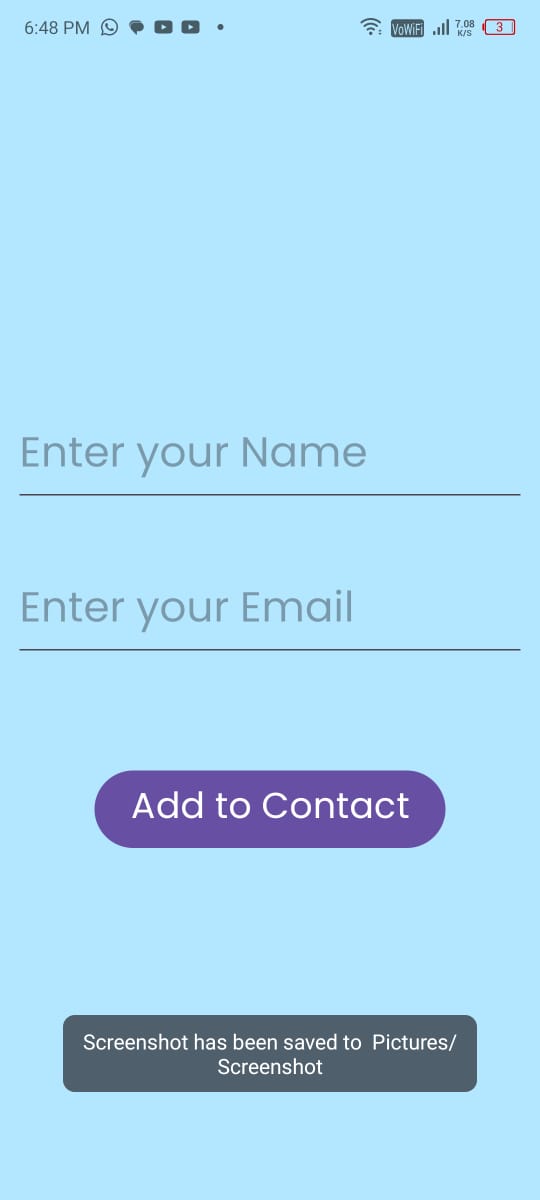 6:48 PM
VoWiFi
7.08
K/S
3
Enter your Name
Enter your Email
Add to Contact
Screenshot has been saved to  Pictures/
Screenshot